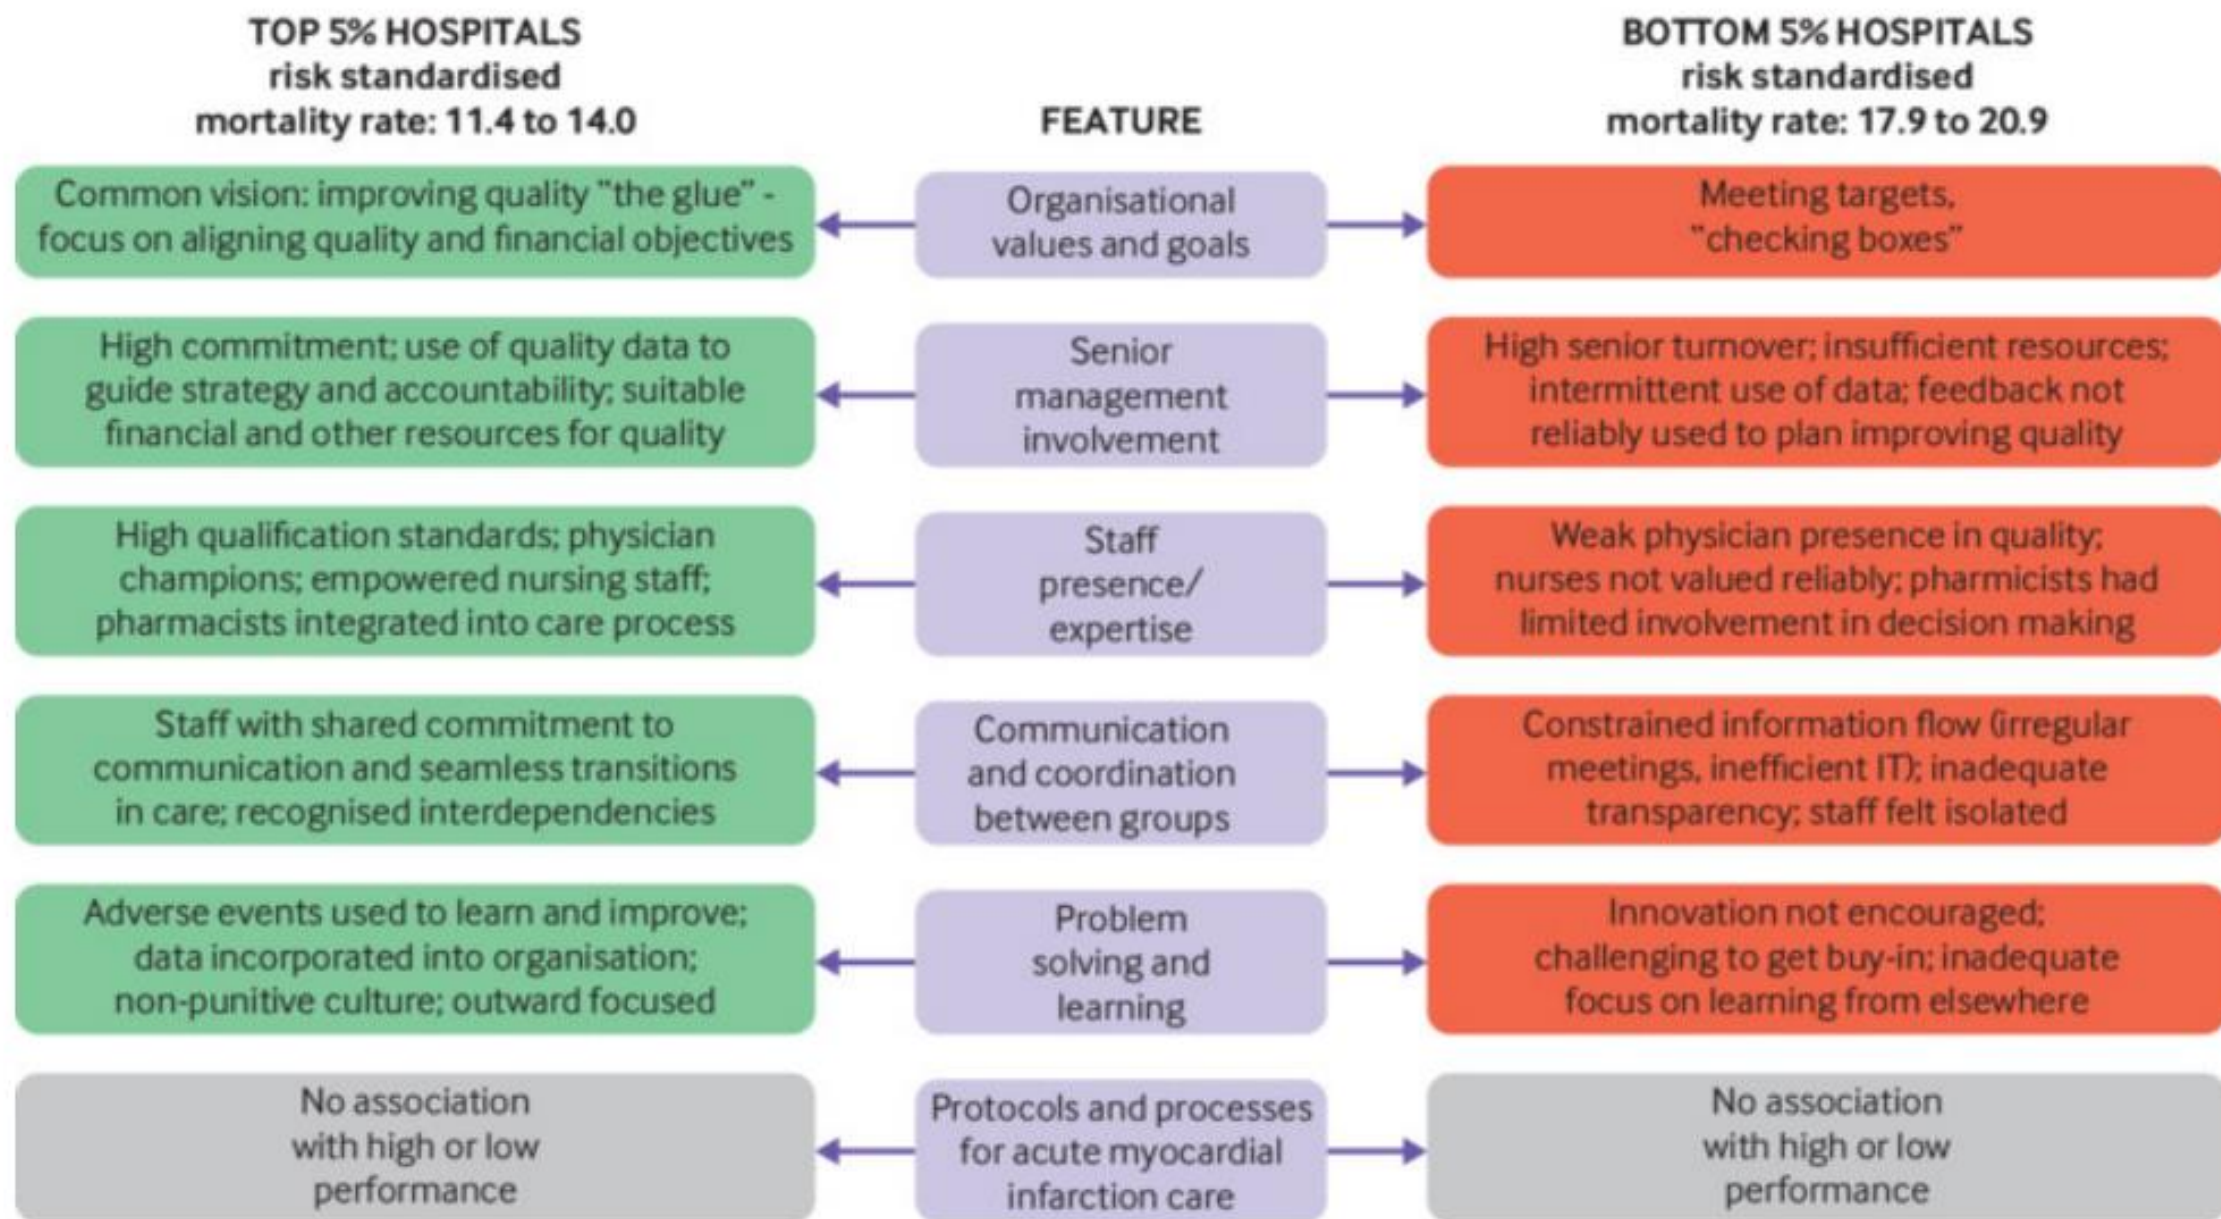 TOP 5% HOSPITALS
risk standardised
mortality rate: 11.4 to 14.0
FEATURE
BOTTOM 5% HOSPITALS
risk standardised
mortality rate: 17.9 to 20.9
Common vision: improving quality "the glue" -
focus on aligning quality and financial objectives
Organisational
values and goals
Meeting targets,
"checking boxes"
High commitment; use of quality data to
guide strategy and accountability; suitable
financial and other resources for quality
Senior
management
involvement
High senior turnover; insufficient resources;
intermittent use of data; feedback not
reliably used to plan improving quality
High qualification standards; physician
champions; empowered nursing staff;
pharmacists integrated into care process
Staff
presence/
expertise
Weak physician presence in quality;
nurses not valued reliably; pharmicists had
limited involvement in decision making
Staff with shared commitment to
communication and seamless transitions
in care; recognised interdependencies
Communication
and coordination
between groups
Constrained information flow (irregular
meetings, inefficient IT); inadequate
transparency; staff felt isolated
Adverse events used to learn and improve;
data incorporated into organisation;
non-punitive culture; outward focused
Problem
solving and
learning
Innovation not encouraged;
challenging to get buy-in; inadequate
focus on learning from elsewhere
No association
with high or low
performance
Protocols and processes
for acute myocardial
infarction care
No association
with high or low
performance